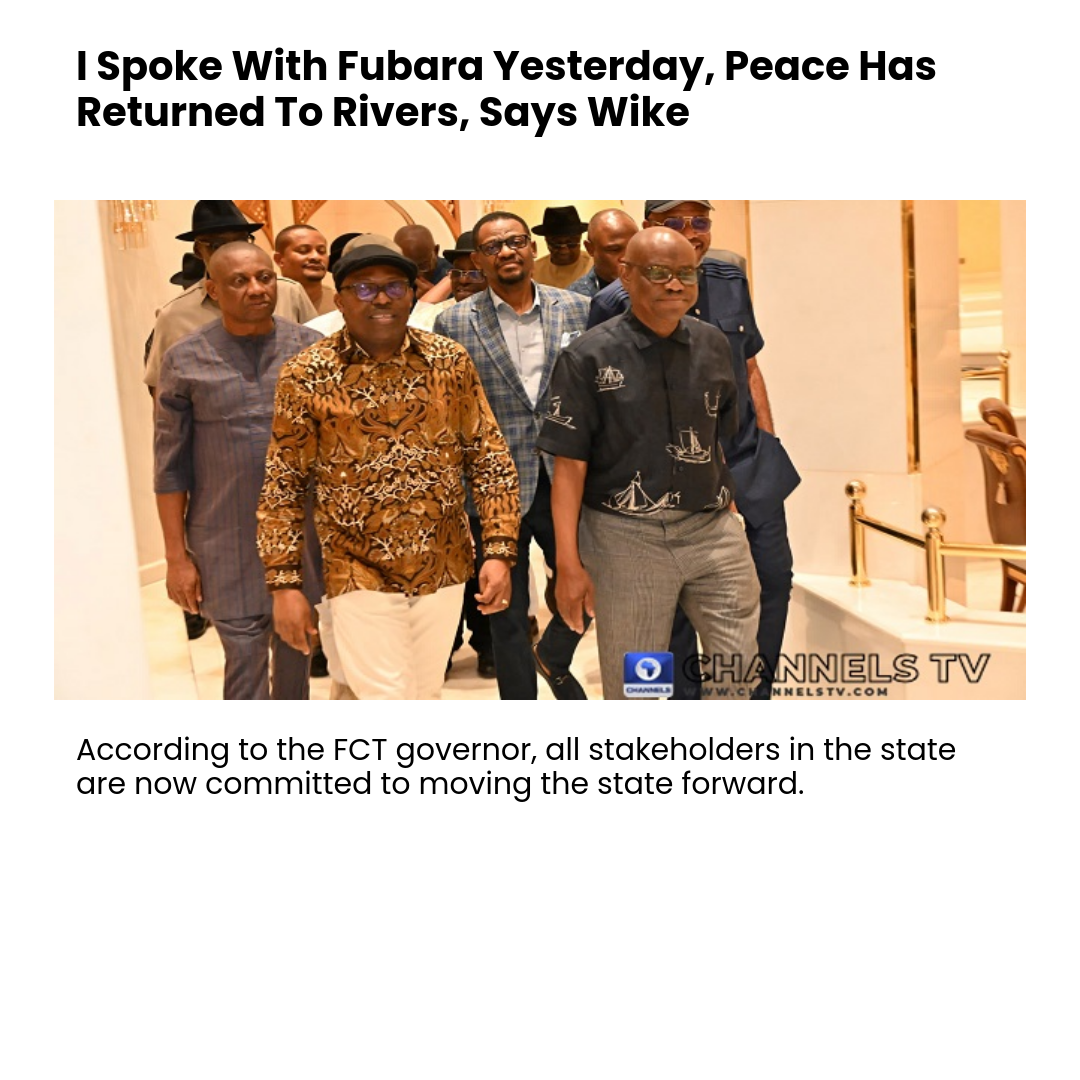 I Spoke With Fubara Yesterday, Peace Has
Returned To Rivers, Says Wike
CHANNELS TV
CHANNELS
WWW.CHANNELSTV.COM
According to the FCT governor, all stakeholders in the state
are now committed to moving the state forward.